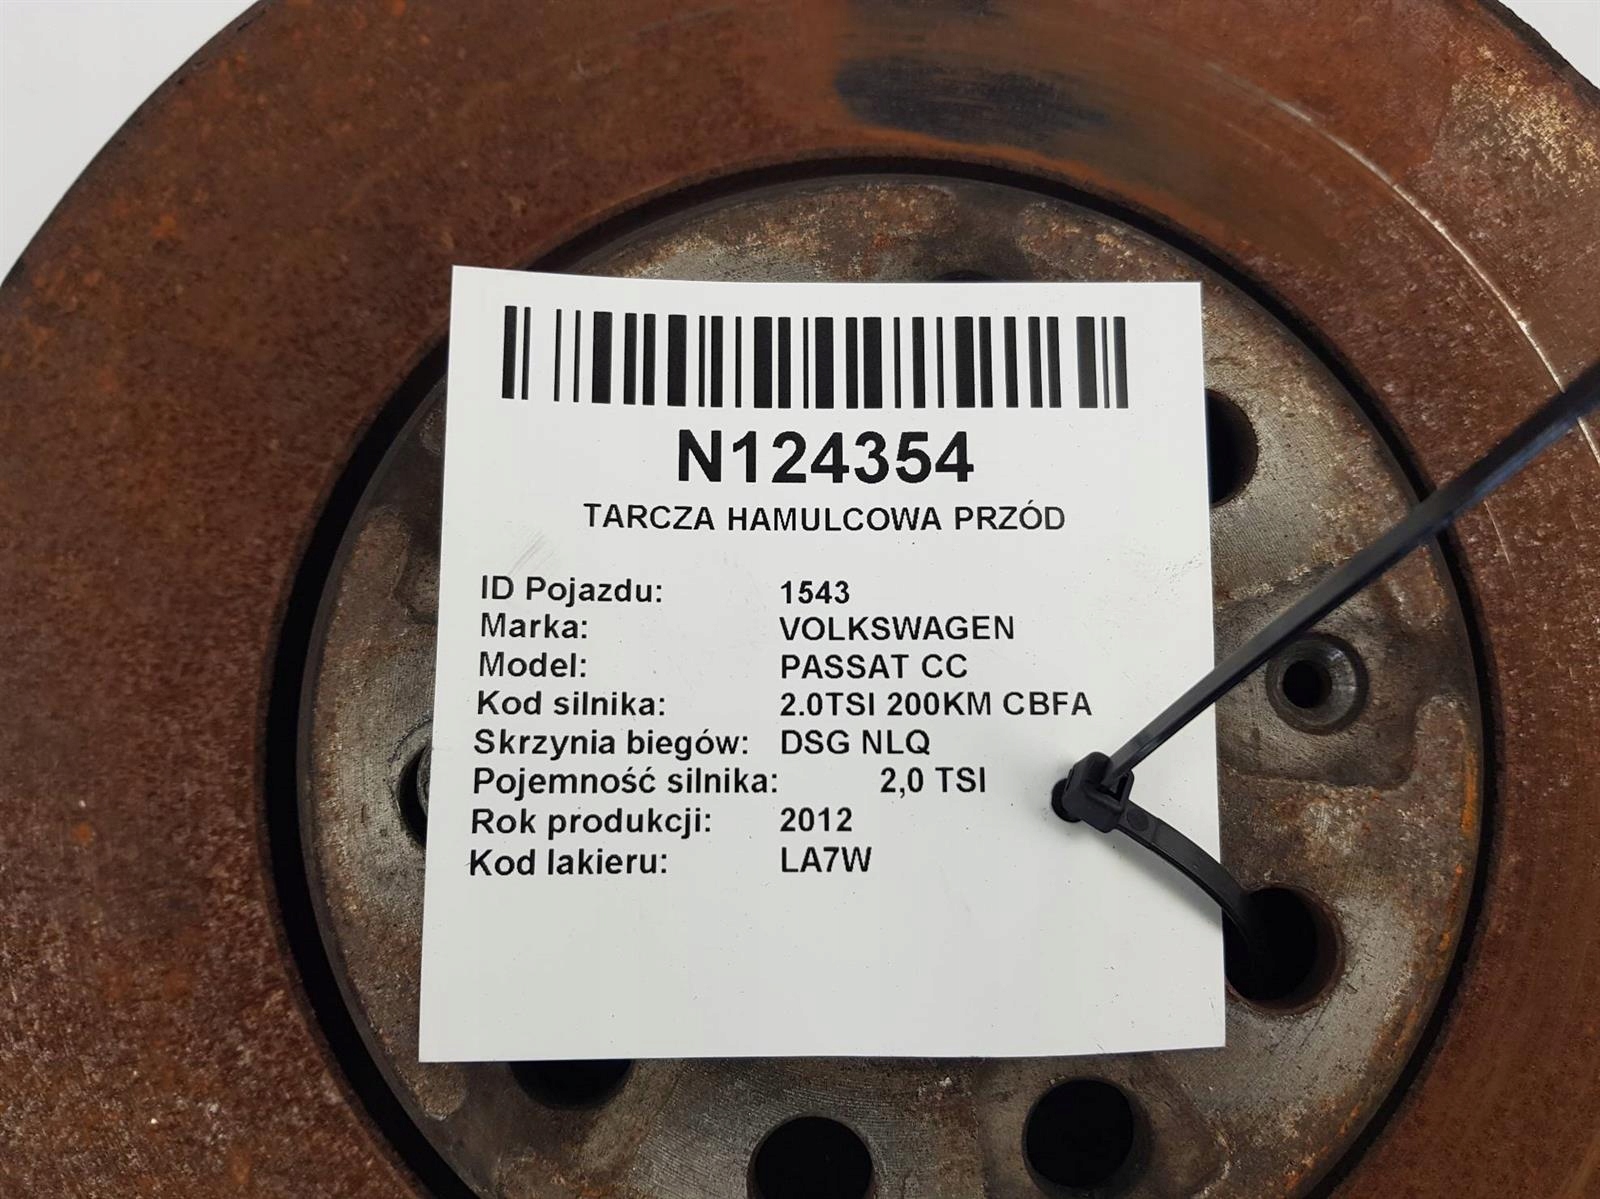 N124354
TARCZA HAMULCOWA PRZÓD
ID Pojazdu: 1543
Marka: VOLKSWAGEN
Model: PASSAT CC
Kod silnika: 2.0TSI 200KM CBFA
Skrzynia biegów: DSG NLQ
Pojemność silnika: 2,0 TSI
Rok produkcji: 2012
Kod lakieru: LA7W